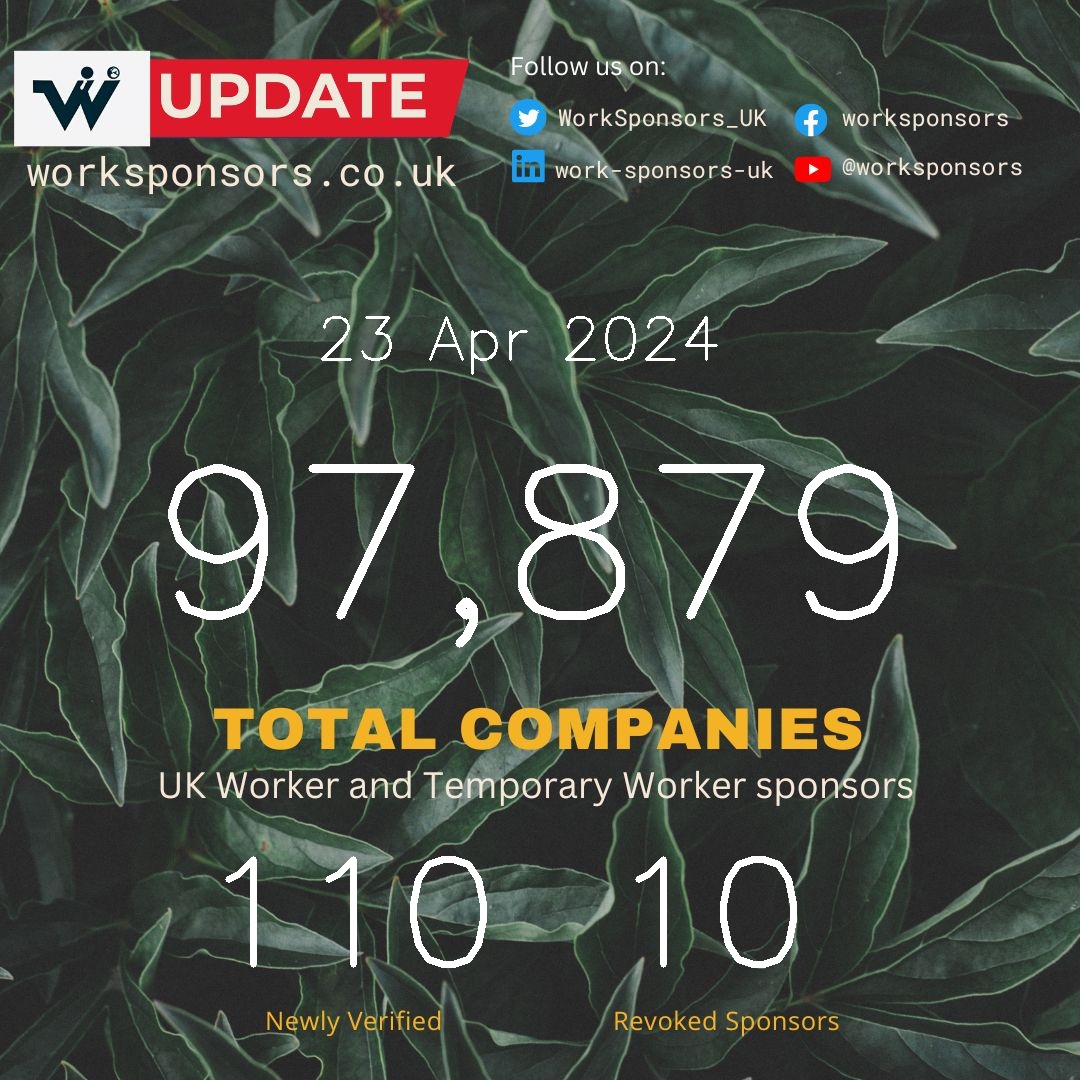 W UPDATE
worksponsors.co.uk
Follow us on:
WorkSponsors_UK
worksponsors
in work-sponsors-uk
@worksponsors
23 Apr 2024
97,879
TOTAL COMPANIES
UK Worker and Temporary Worker sponsors
110
Newly Verified
10
Revoked Sponsors